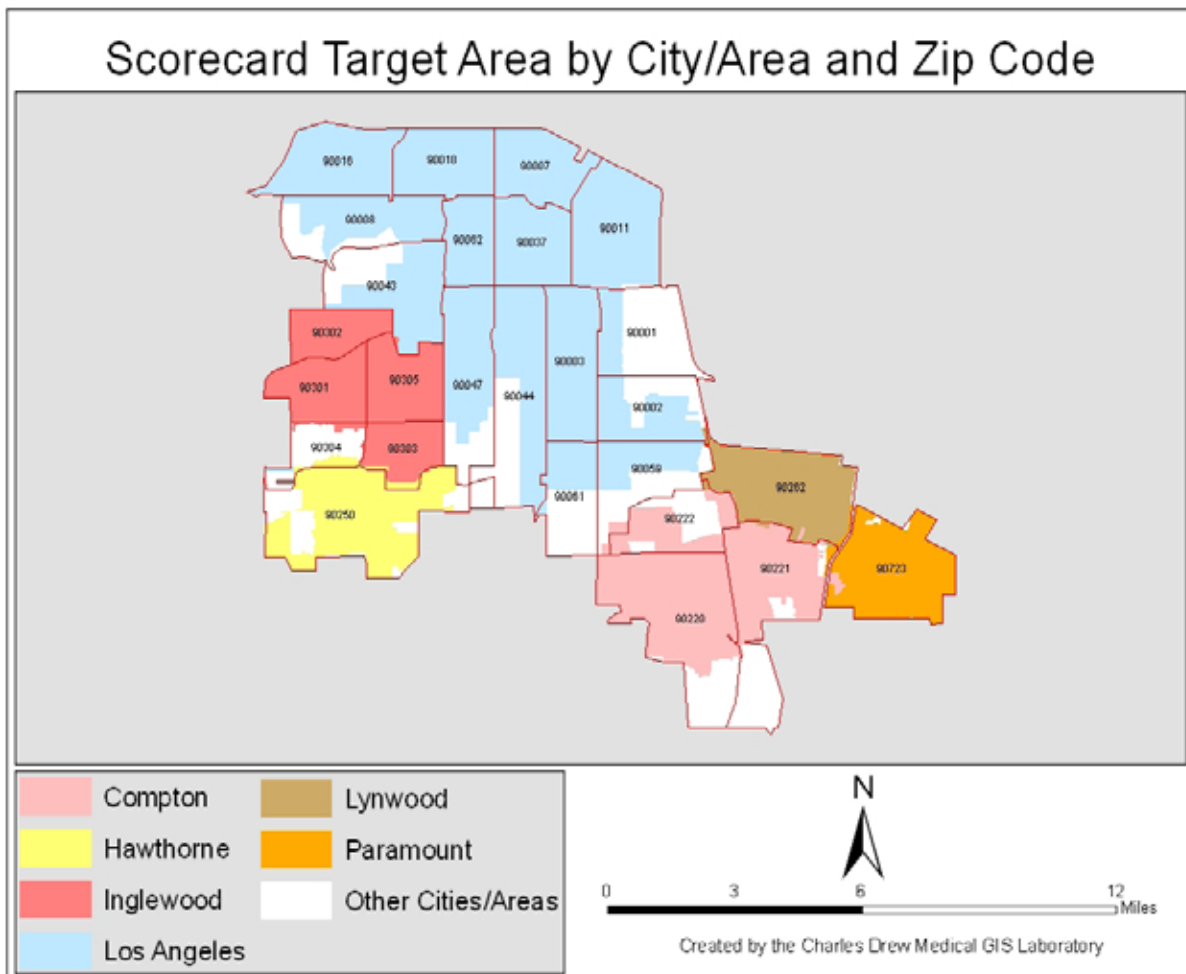 Scorecard Target Area by City/Area and Zip Code
90016
90018
90007
90008
90062
90037
90011
90043
90302
90001
90003
90301
90305
90047
90044
90002
90304
90303
90059
90061
90262
90250
90222
90221
90723
90220
Compton
Hawthorne
Inglewood
Los Angeles
Lynwood
Paramount
Other Cities/Areas
N
0 3 6 12
Miles
Created by the Charles Drew Medical GIS Laboratory